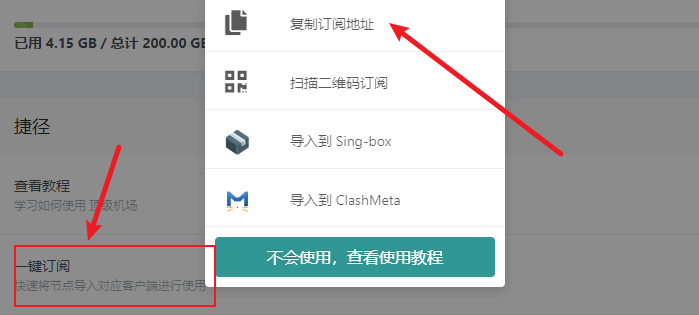 已用 4.15 GB / 总计 200.00 GB
捷径
查看教程
学习如何使用 顶级机场
一键订阅
快速将节点导入对应客户端进行使用
复制订阅地址
扫描二维码订阅
导入到 Sing-box
导入到 ClashMeta
不会使用，查看使用教程